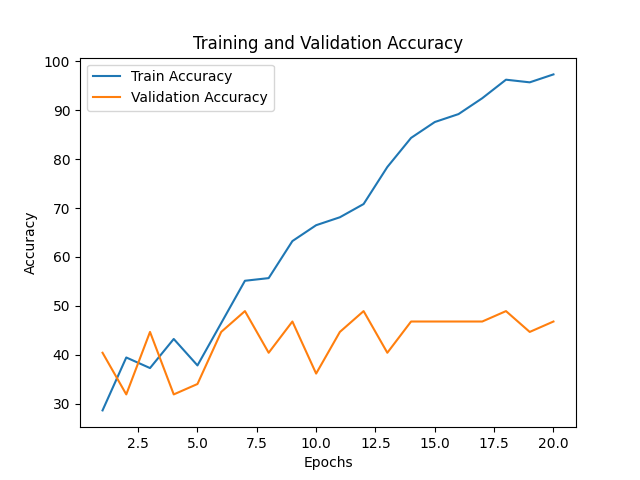 Training and Validation Accuracy
Train Accuracy
Validation Accuracy
Accuracy
100
90
80
70
60
50
40
30
2.5 5.0 7.5 10.0 12.5 15.0 17.5 20.0
Epochs